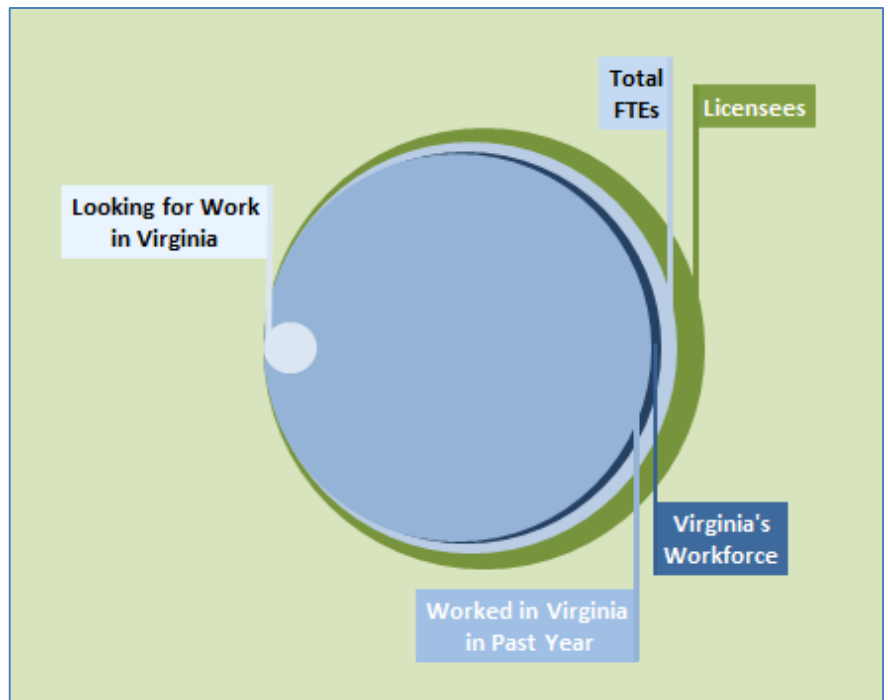 Total
FTEs
Licensees
Looking for Work
in Virginia
Virginia's
Workforce
Worked in Virginia
in Past Year